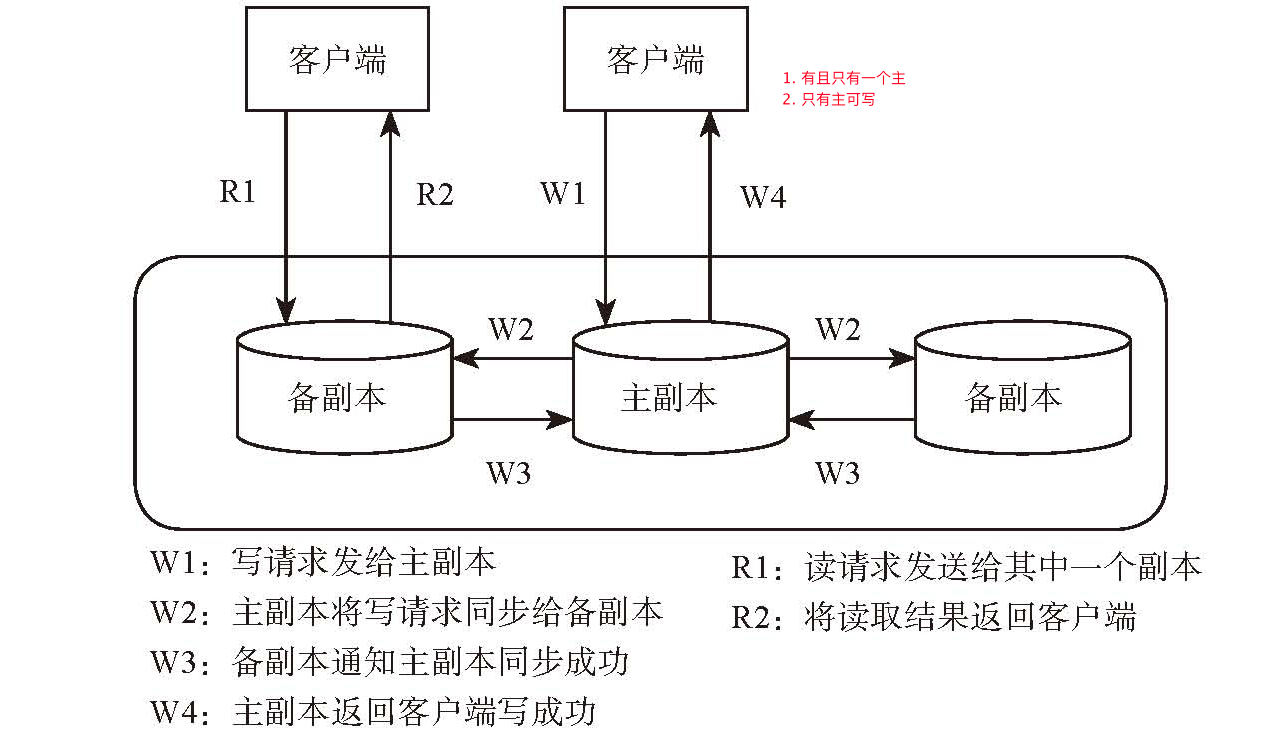 客户端
客户端
1. 有且只有一个主
2. 只有主可写
R1
R2
W1
W4
W2
W2
备副本
主副本
备副本
W3
W3
W1：写请求发给主副本
W2：主副本将写请求同步给备副本
W3：备副本通知主副本同步成功
W4：主副本返回客户端写成功
R1：读请求发送给其中一个副本
R2：将读取结果返回客户端